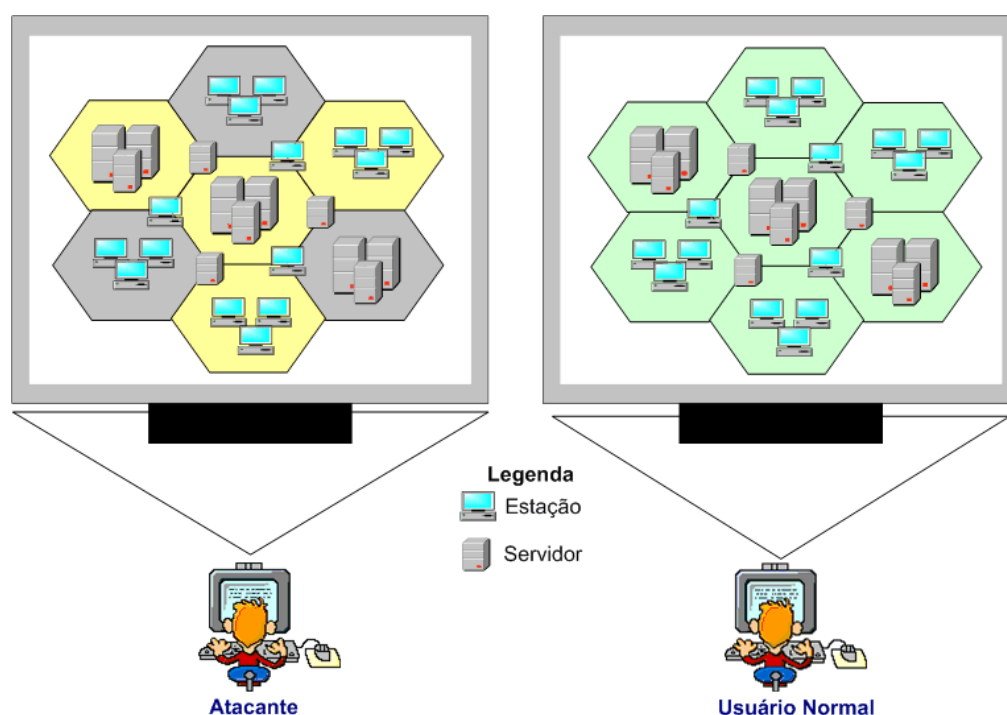 Legenda
Estação
Servidor
Atacante
Usuário Normal